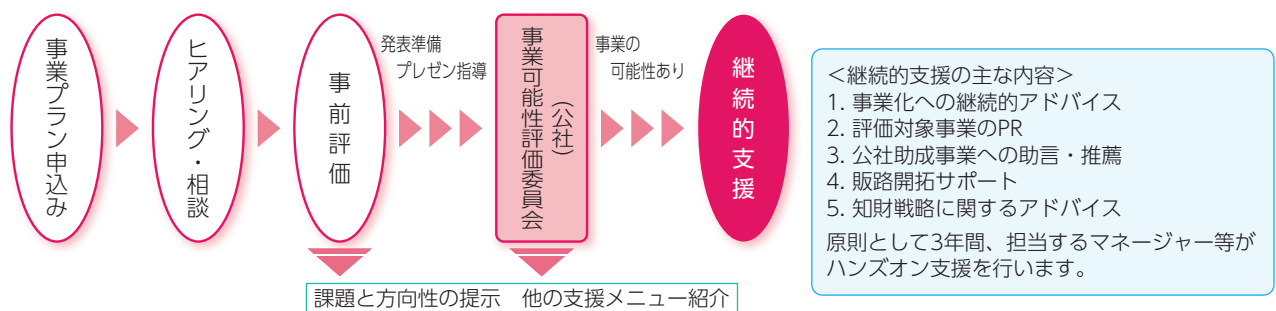 事業プラン申込み
ヒアリング・相談
事前評価
発表準備
プレゼン指導
事業可能性評価委員会
(公社)
事業の
可能性あり
継続的支援
課題と方向性の提示　他の支援メニュー紹介
＜継続的支援の主な内容＞
1. 事業化への継続的アドバイス
2. 評価対象事業のPR
3. 公社助成事業への助言・推薦
4. 販路開拓サポート
5. 知財戦略に関するアドバイス
原則として3年間、担当するマネージャー等が
ハンズオン支援を行います。